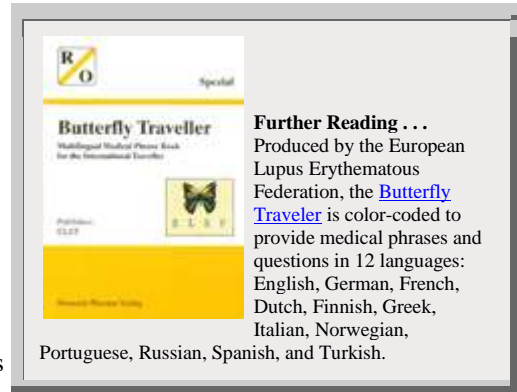 R
O
Special
Butterfly Traveller
Multilingual Medical Phrase Book
for the International Traveller
E L E F
Publisher:
ELEF
Further Reading . . .
Produced by the European
Lupus Erythematous
Federation, the Butterfly
Traveler is color-coded to
provide medical phrases and
questions in 12 languages:
English, German, French,
Dutch, Finnish, Greek,
Italian, Norwegian,
Portuguese, Russian, Spanish, and Turkish.
s